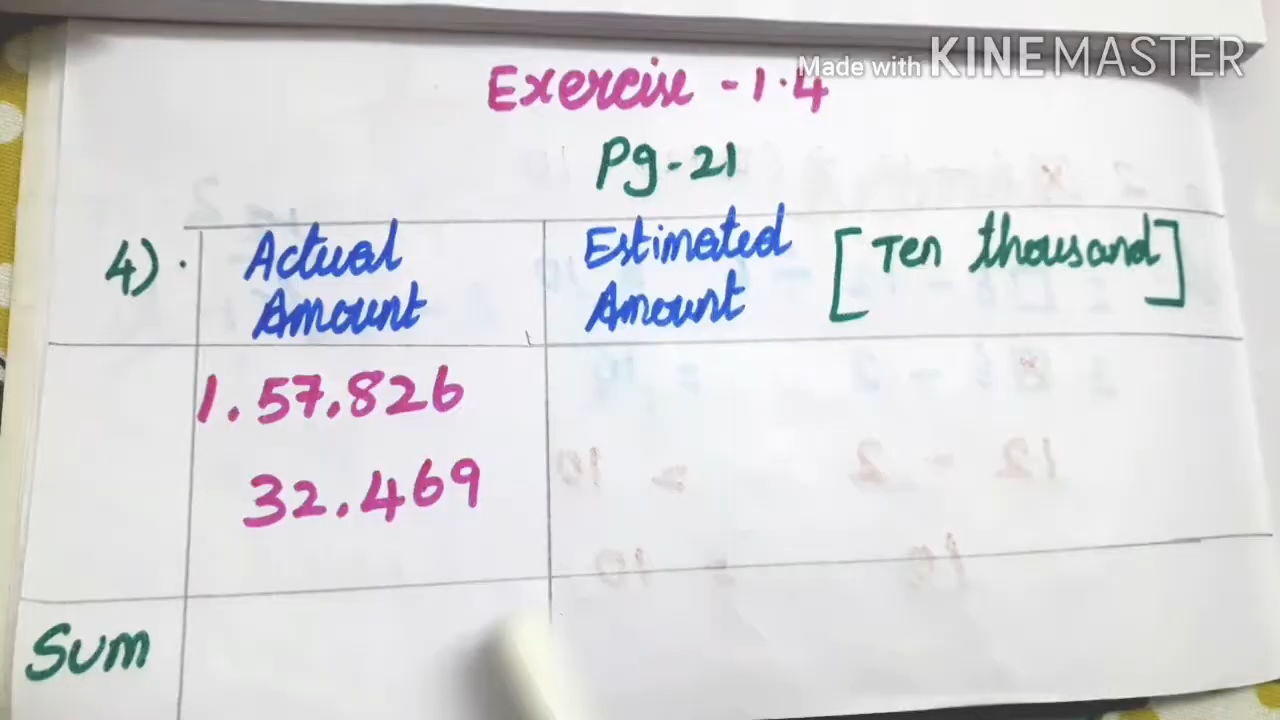 Made with KINEMASTER
Exercise - 1.4
Pg-21
4). Actual Amount Estimated Amount [Ten thousand]
1.57.826
32.469
Sum